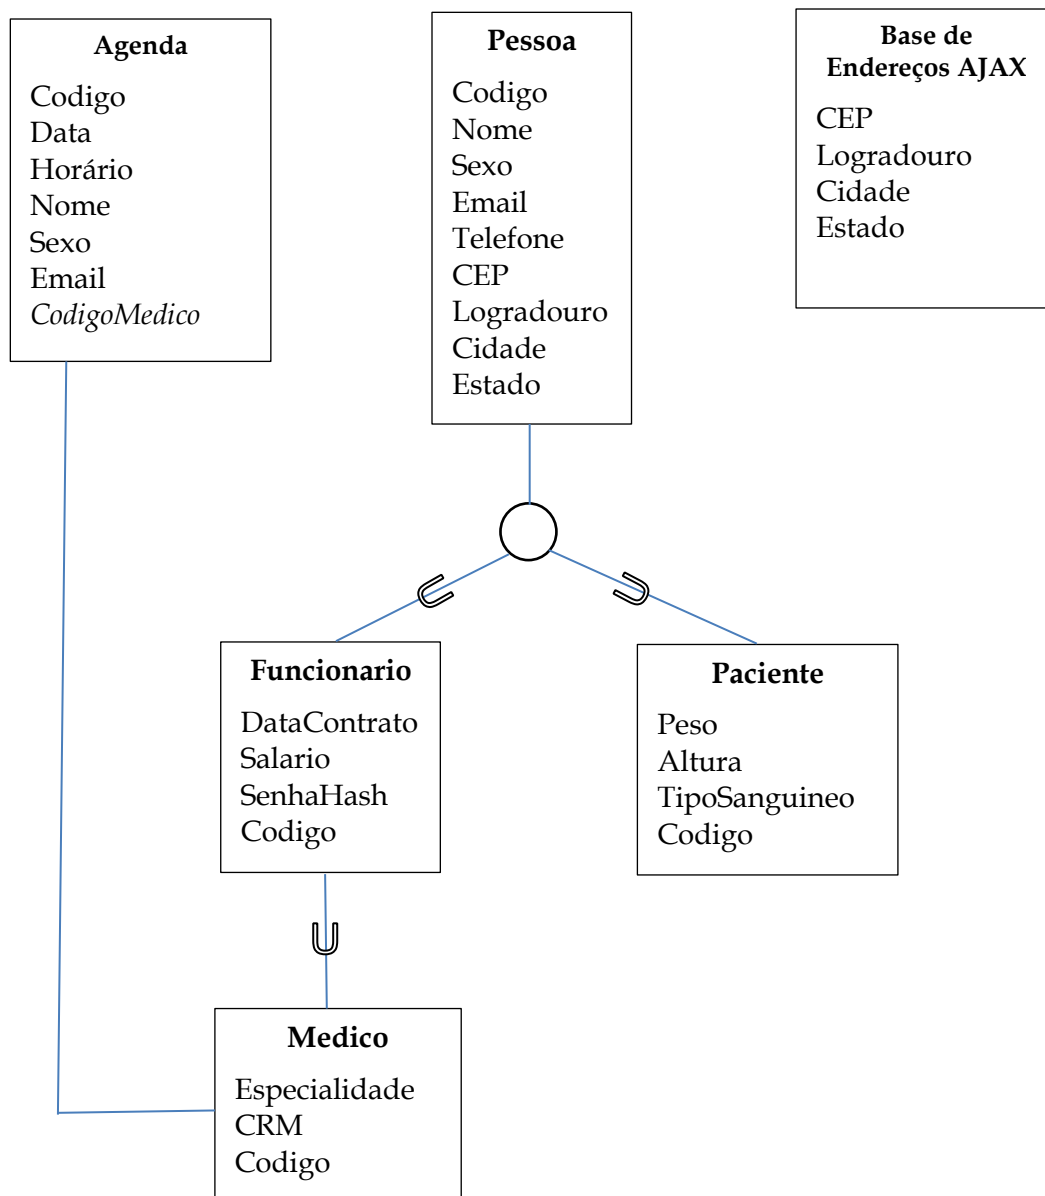 Agenda
Codigo
Data
Horário
Nome
Sexo
Email
CodigoMedico
Pessoa
Codigo
Nome
Sexo
Email
Telefone
CEP
Logradouro
Cidade
Estado
Base de
Endereços AJAX
CEP
Logradouro
Cidade
Estado
Funcionario
DataContrato
Salario
SenhaHash
Codigo
Paciente
Peso
Altura
TipoSanguineo
Codigo
Medico
Especialidade
CRM
Codigo